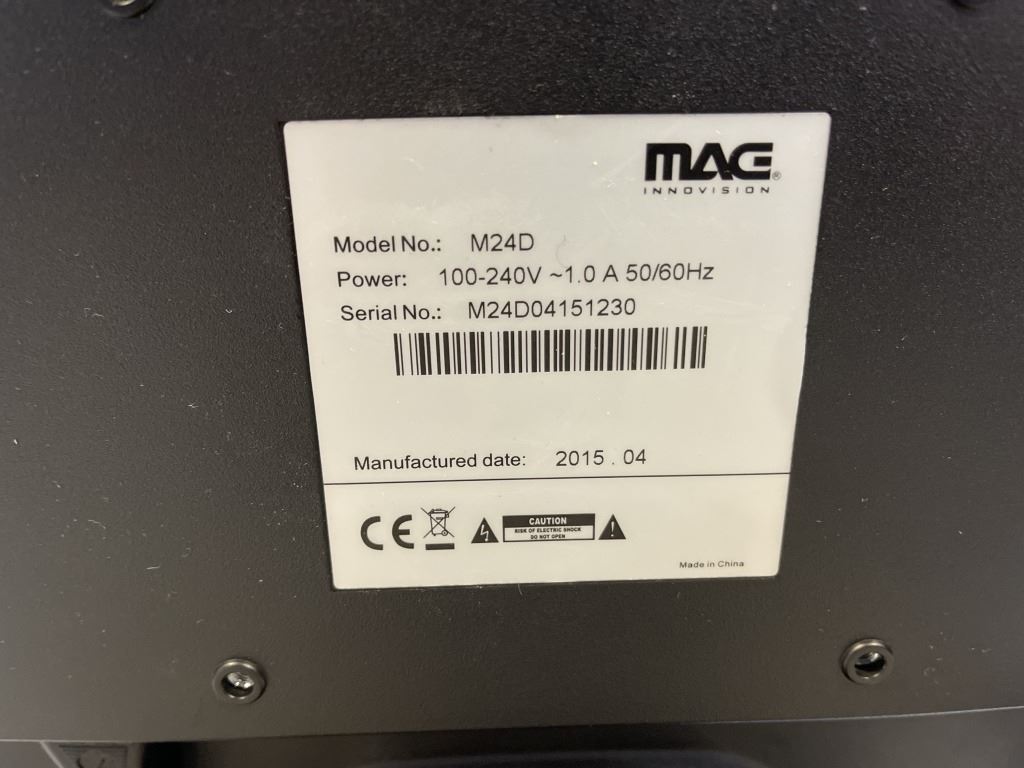 MAG®
INNOVISION
Model No.: M24D
Power: 100-240V ~1.0 A 50/60Hz
Serial No.: M24D04151230
Manufactured date: 2015 . 04
CE
CAUTION
RISK OF ELECTRIC SHOCK
DO NOT OPEN
Made in China